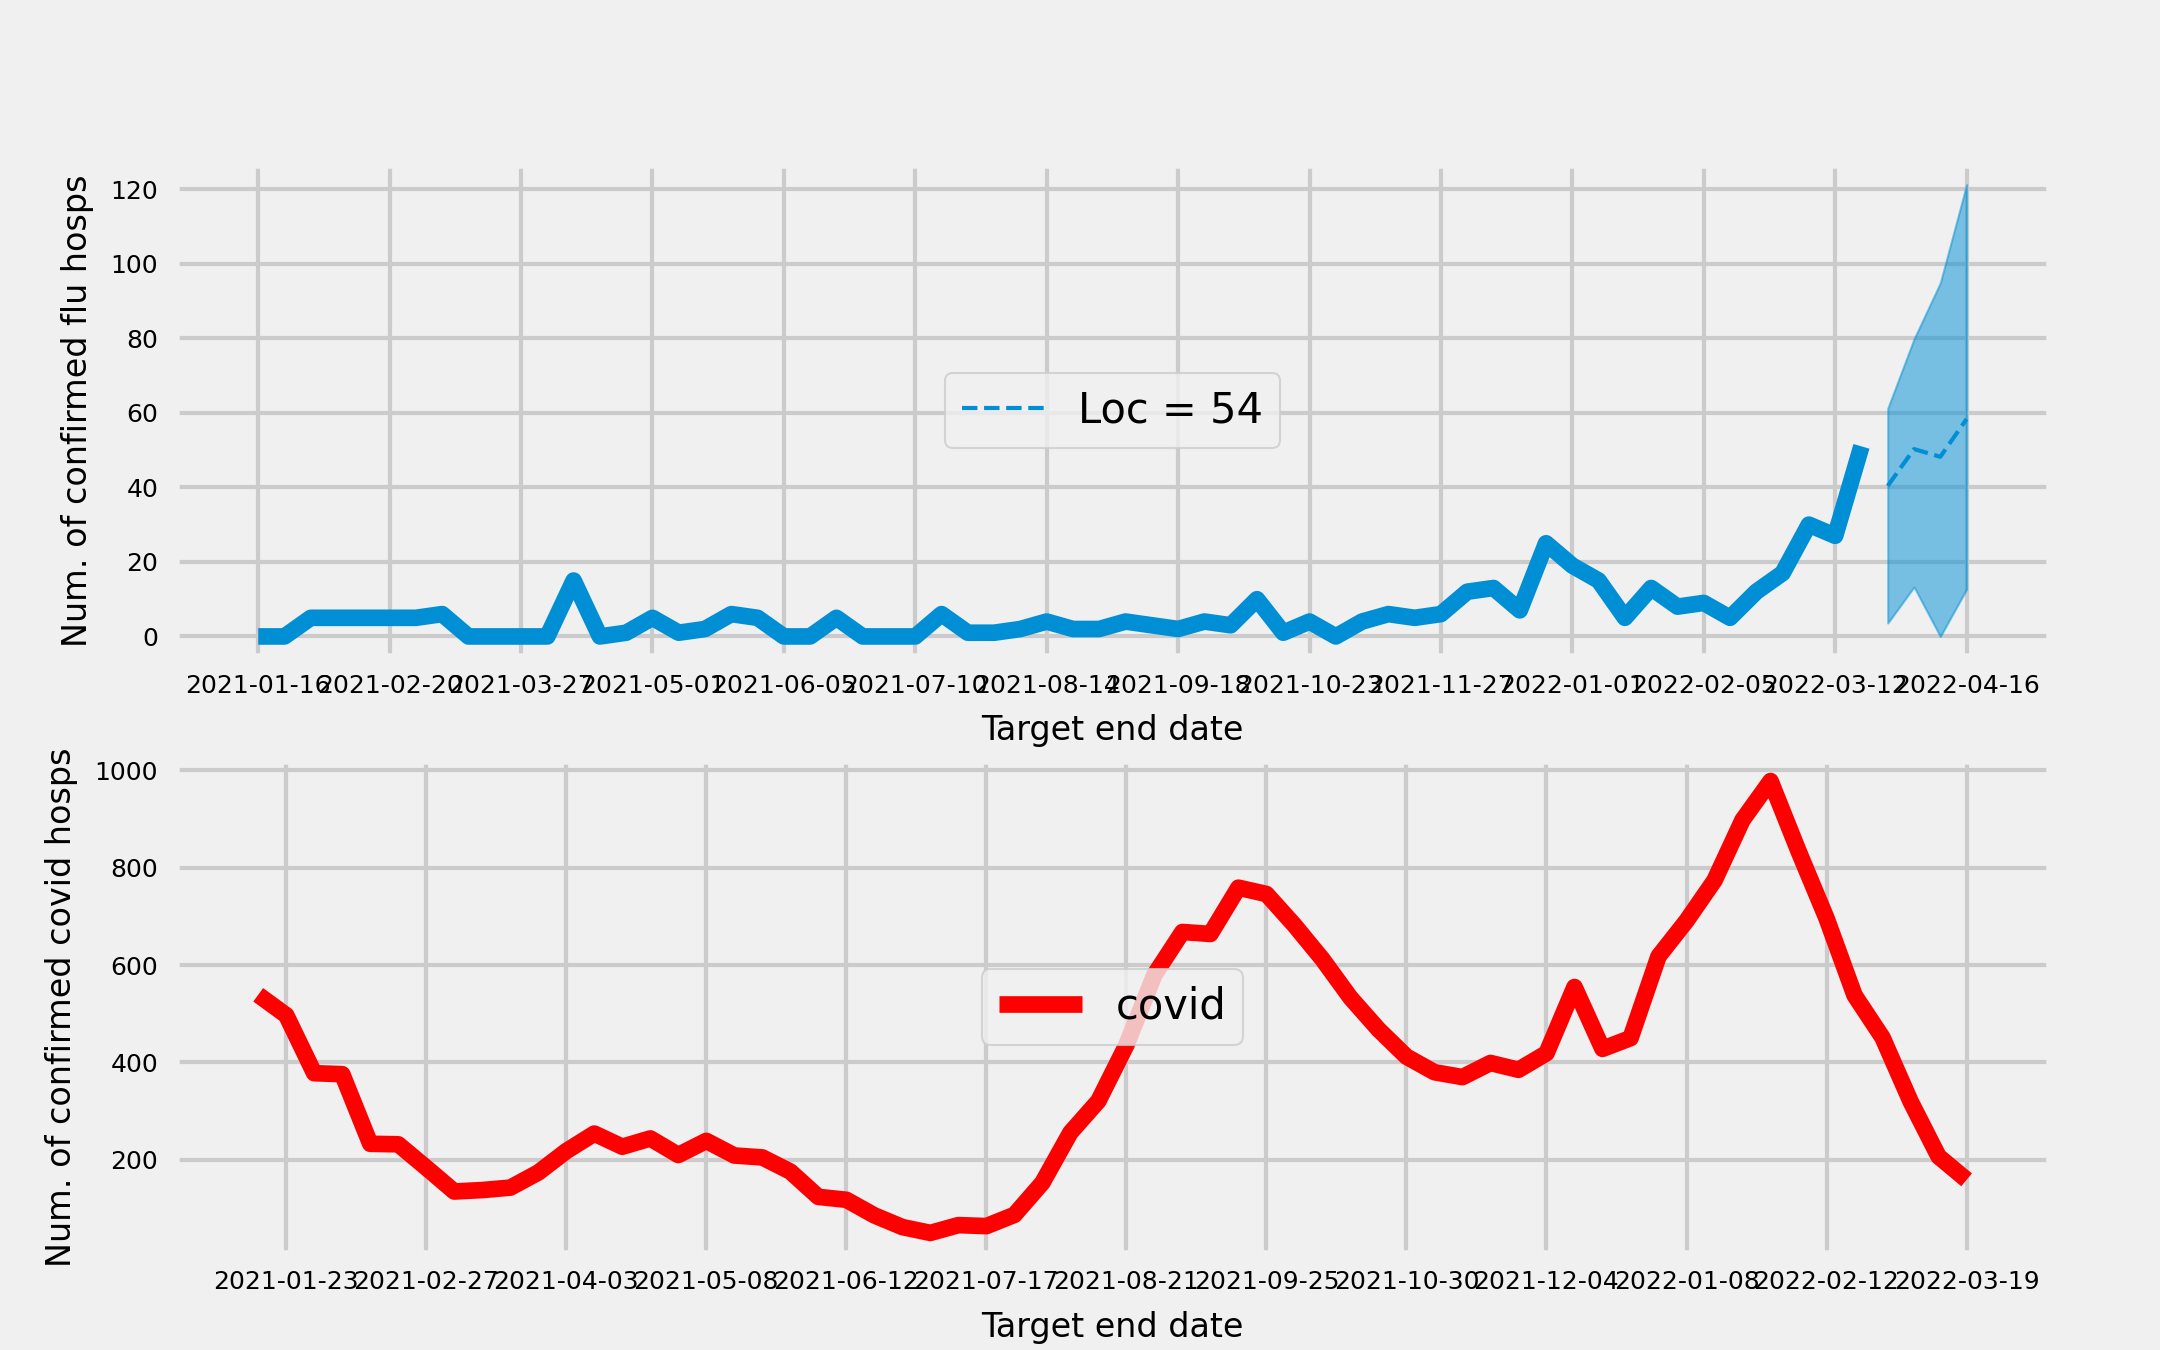 Num. of confirmed flu hosps
120
100
80
60
40
20
0
Loc = 54
2021-01-16 2021-02-20 2021-03-27 2021-05-01 2021-06-05 2021-07-10 2021-08-14 2021-09-18 2021-10-23 2021-11-27 2022-01-01 2022-02-05 2022-03-12 2022-04-16
Target end date
Num. of confirmed covid hosps
1000
800
600
400
200
covid
2021-01-23 2021-02-27 2021-04-03 2021-05-08 2021-06-12 2021-07-17 2021-08-21 2021-09-25 2021-10-30 2021-12-04 2022-01-08 2022-02-12 2022-03-19
Target end date